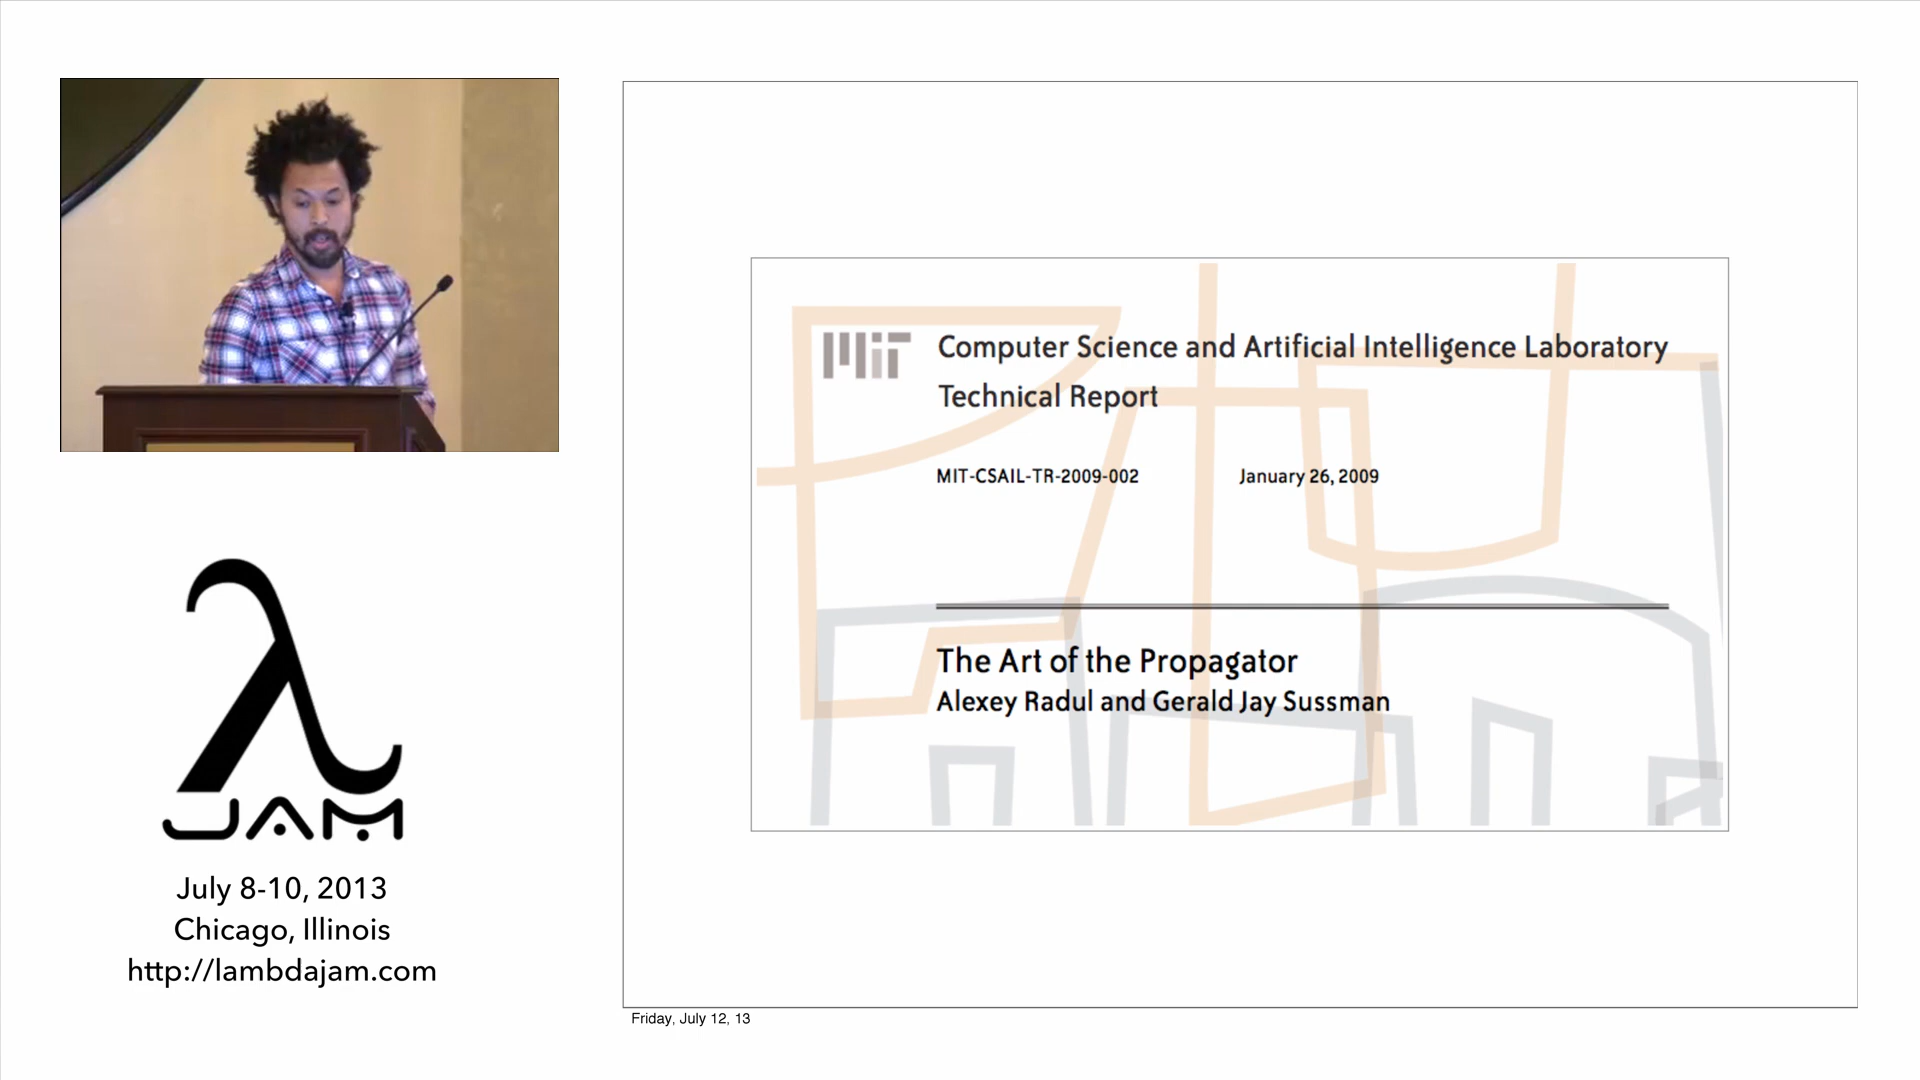 JAM
July 8-10, 2013
Chicago, Illinois
http://lambdajam.com
MIT Computer Science and Artificial Intelligence Laboratory
Technical Report
MIT-CSAIL-TR-2009-002 January 26, 2009
The Art of the Propagator
Alexey Radul and Gerald Jay Sussman
Friday, July 12, 13